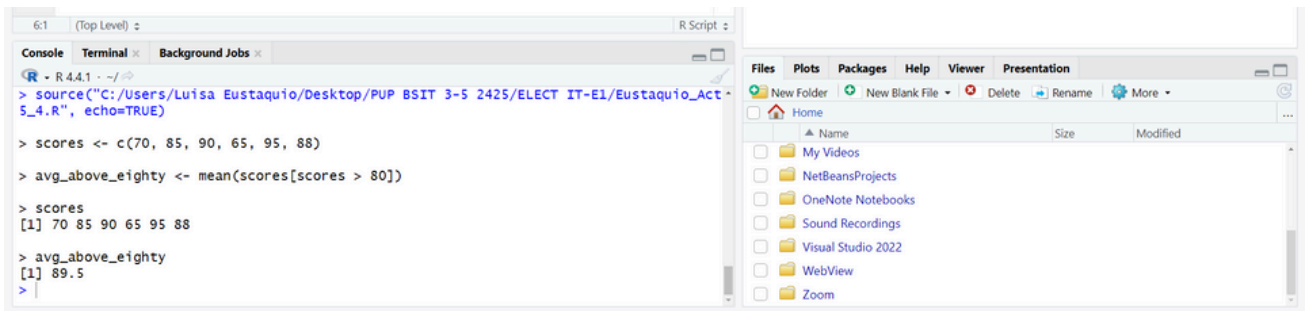 6:1 (Top Level) R Script
Console Terminal Background Jobs
R R 4.4.1 · ~/
> source("C:/Users/Luisa Eustaquio/Desktop/PUP BSIT 3-5 2425/ELECT IT-E1/Eustaquio_Act
5_4.R", echo=TRUE)
> scores <- c(70, 85, 90, 65, 95, 88)
> avg_above_eighty <- mean(scores[scores > 80])
> scores
[1] 70 85 90 65 95 88
> avg_above_eighty
[1] 89.5
>
Files Plots Packages Help Viewer Presentation
New Folder New Blank File Delete Rename More
Home ...
Name Size Modified
My Videos
NetBeansProjects
OneNote Notebooks
Sound Recordings
Visual Studio 2022
WebView
Zoom